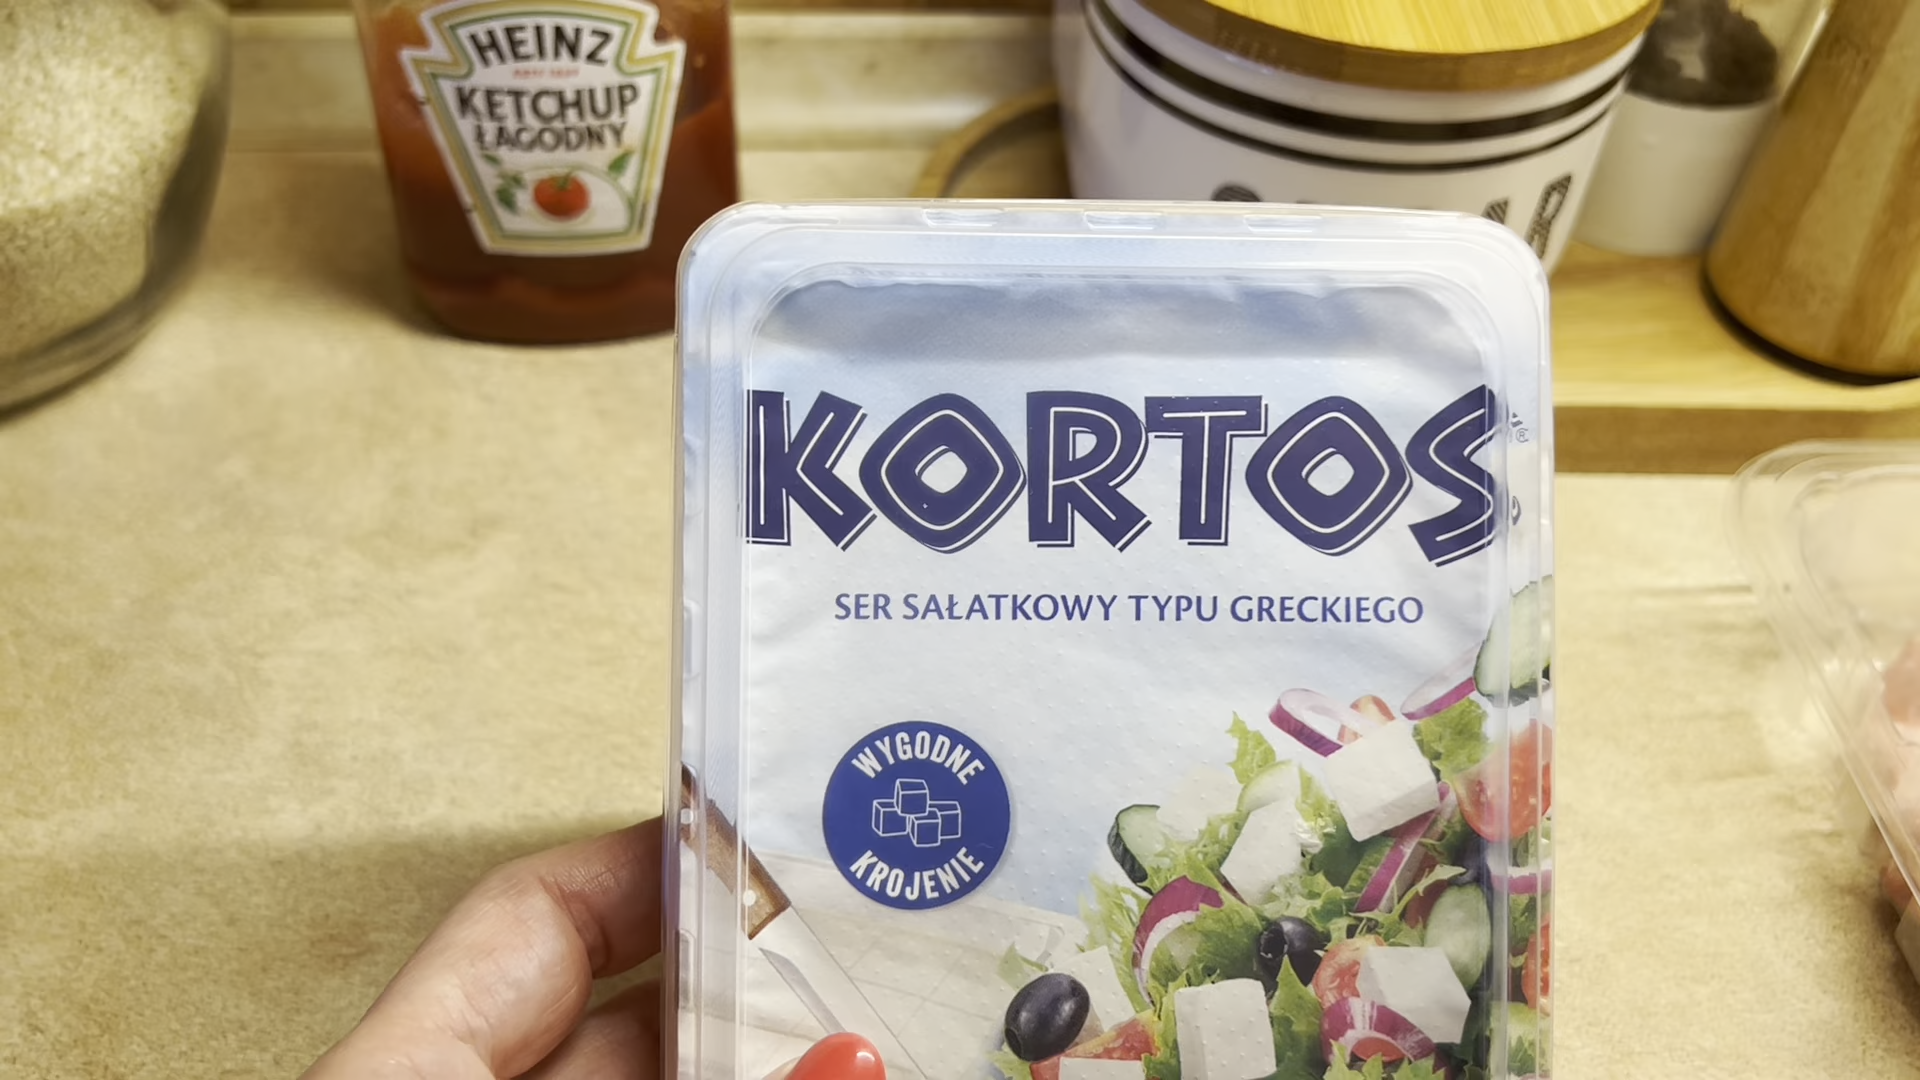 HEINZ
KETCHUP
ŁAGODNY
KORTOS
®
SER SAŁATKOWY TYPU GRECKIEGO
WYGODNE
KROJENIE